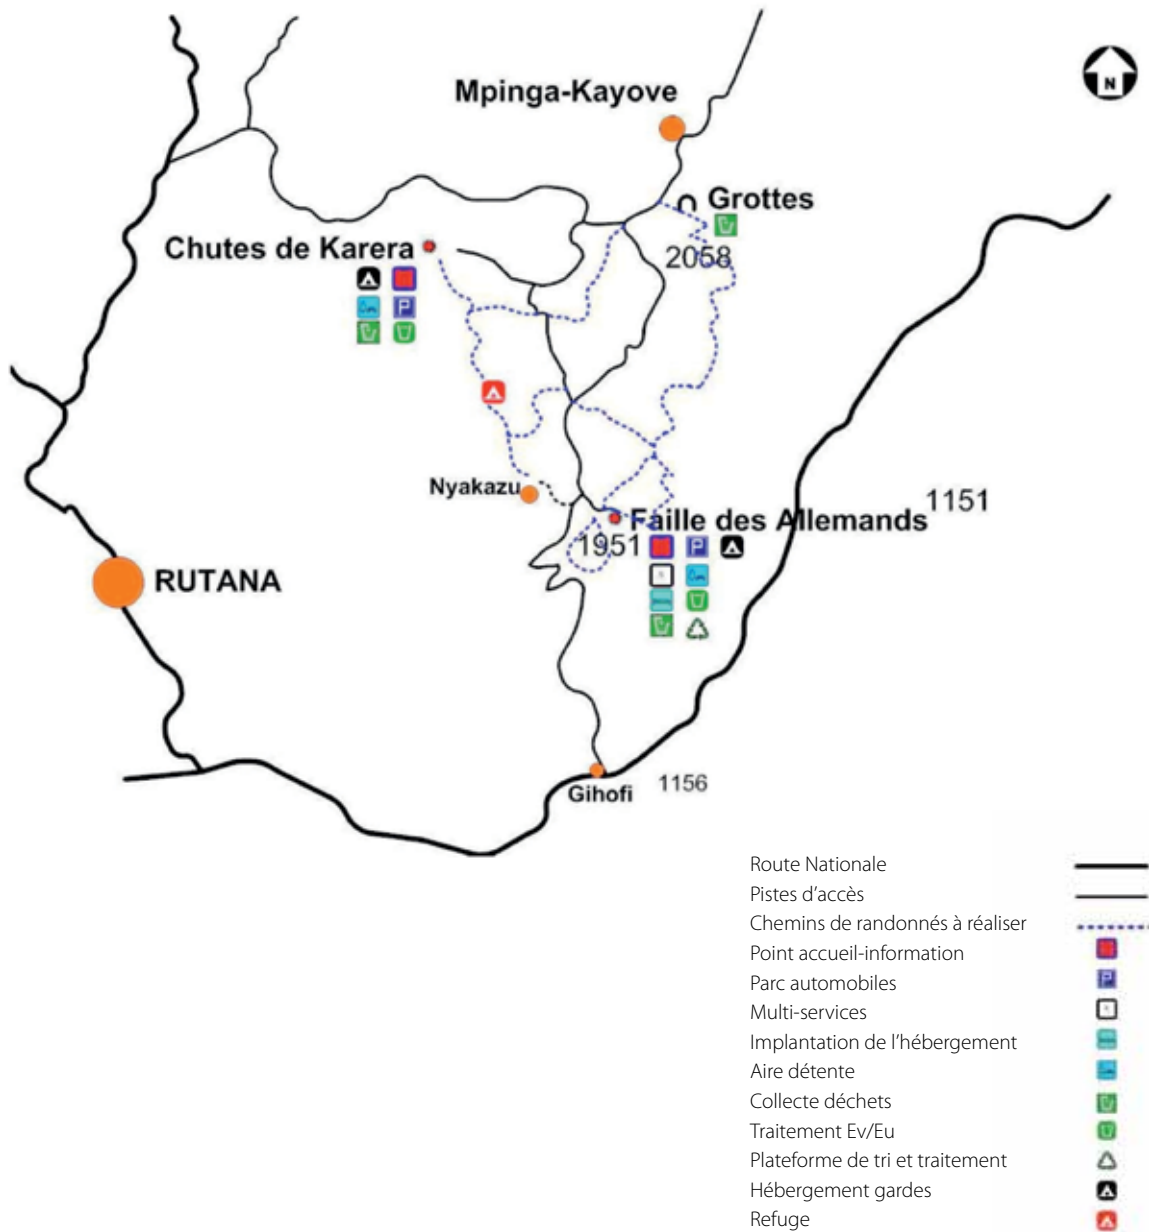 Mpinga-Kayove
N
Grottes
2058
Chutes de Karera
P
Nyakazu
Faille des Allemands
1151
1951
P
RUTANA
Gihofi
1156
Route Nationale
Pistes d'accès
Chemins de randonnés à réaliser
Point accueil-information
Parc automobiles
P
Multi-services
Implantation de l'hébergement
Aire détente
Collecte déchets
Traitement Ev/Eu
Plateforme de tri et traitement
Hébergement gardes
Refuge